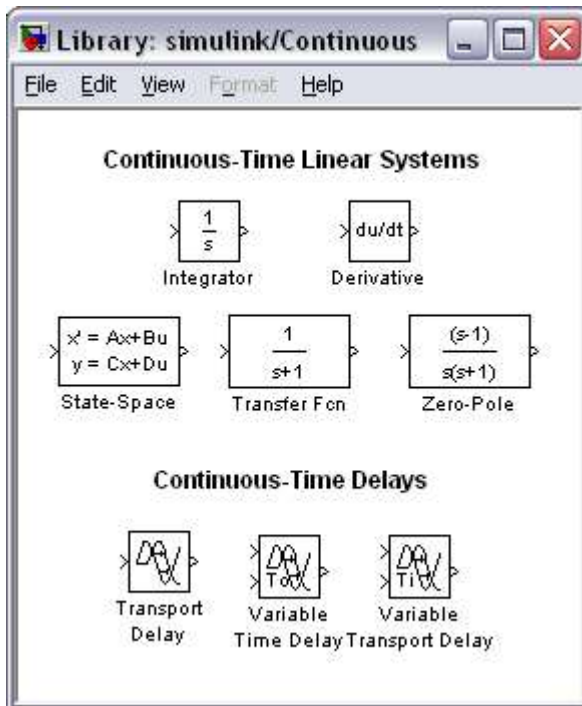 Library: simulink/Continuous
File Edit View Format Help
Continuous-Time Linear Systems
1
s
Integrator
du/dt
Derivative
x' = Ax+Bu
y = Cx+Du
State-Space
1
s+1
Transfer Fcn
(s-1)
s(s+1)
Zero-Pole
Continuous-Time Delays
Transport
Delay
To
Variable
Time Delay
Ti
Variable
Transport Delay